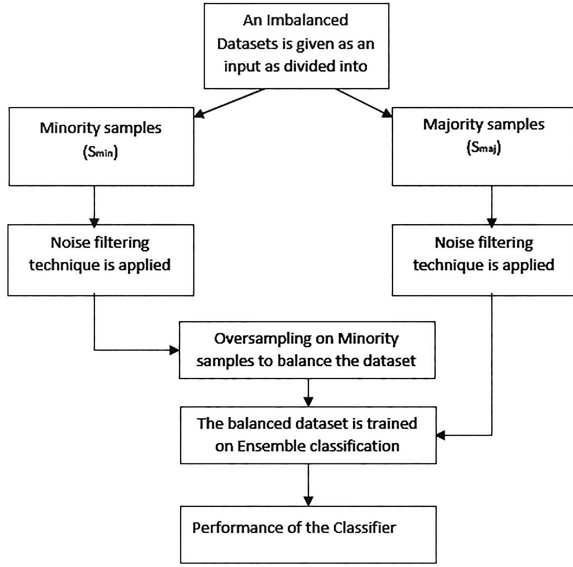 An Imbalanced
Datasets is given as an
input as divided into
Minority samples
(Smin)
Majority samples
(Smaj)
Noise filtering
technique is applied
Noise filtering
technique is applied
Oversampling on Minority
samples to balance the dataset
The balanced dataset is trained
on Ensemble classification
Performance of the Classifier